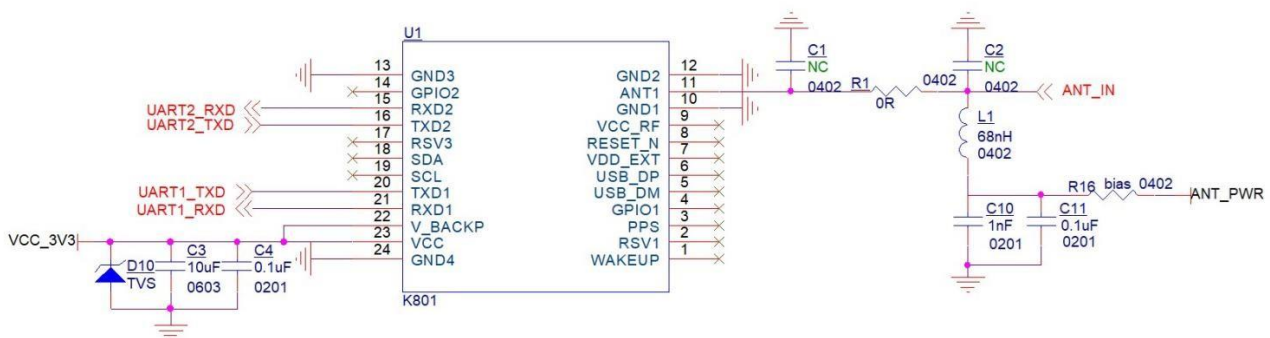 U1
13 GND3
14 GPIO2
15 RXD2
16 TXD2
17 RSV3
18 SDA
19 SCL
20 TXD1
21 RXD1
22 V_BACKP
23 VCC
24 GND4
GND2 12
ANT1 11
GND1 10
VCC_RF 9
RESET_N 8
VDD_EXT 7
USB_DP 6
USB_DM 5
GPIO1 4
PPS 3
RSV1 2
WAKEUP 1
K801
UART2_RXD
UART2_TXD
UART1_TXD
UART1_RXD
VCC_3V3
D10
TVS
C3
10uF
0603
C4
0.1uF
0201
C1
NC
0402
R1
0402
0R
C2
NC
0402
ANT_IN
L1
68nH
0402
R16 bias 0402
ANT_PWR
C10
1nF
0201
C11
0.1uF
0201